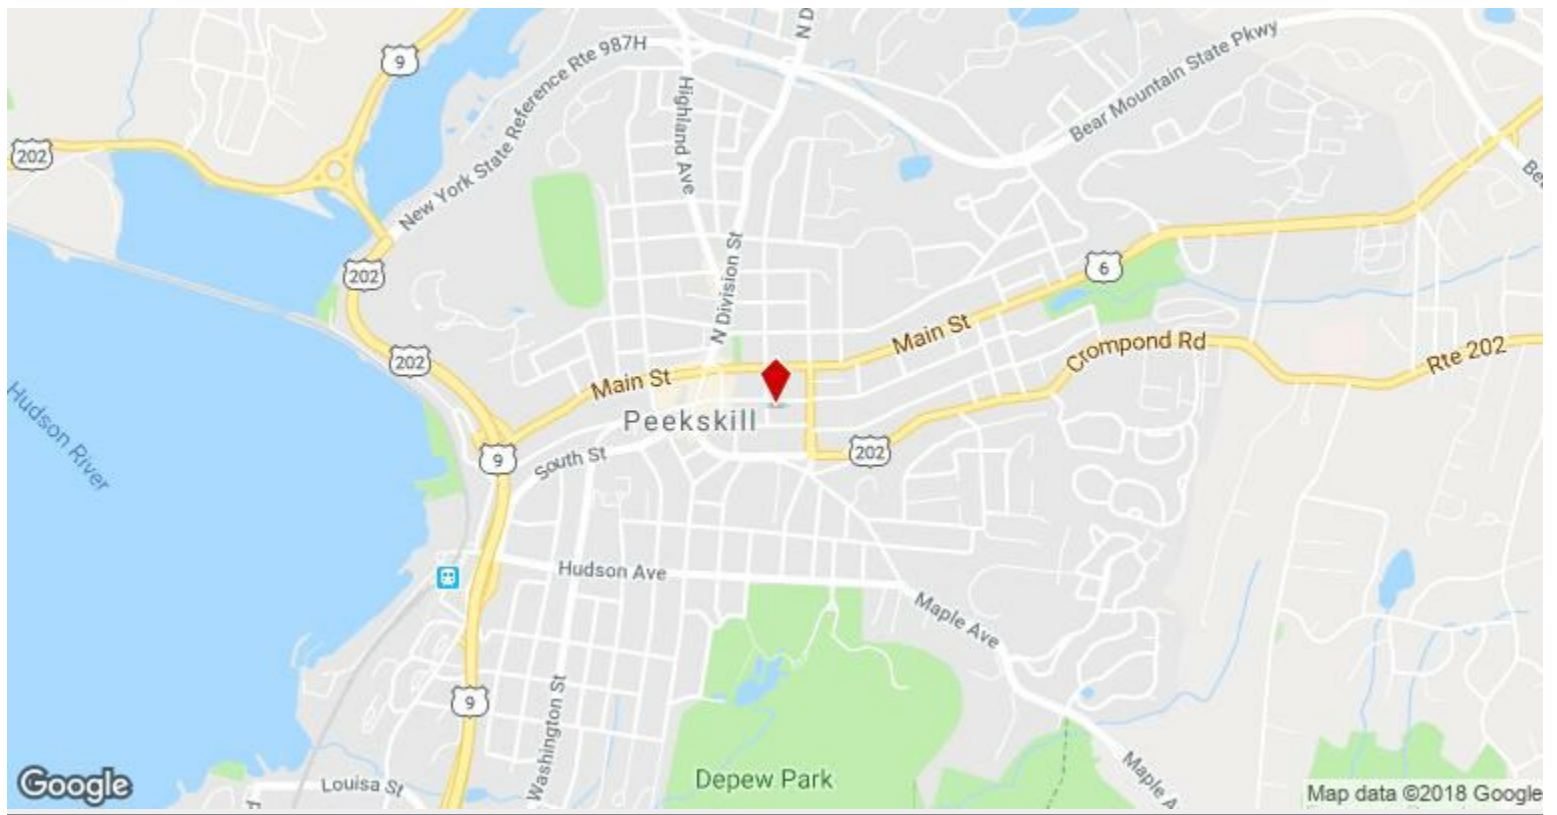 9
New York State Reference Rte 987H
N D
Bear Mountain State Pkwy
Highland Ave
202
Be
N Division St
202
6
Main St
202
Main St
Crompond Rd
Rte 202
Hudson River
Peekskill
9
South St
202
Hudson Ave
Maple Ave
9
Washington St
Louisa St
Depew Park
Maple A
Google
Map data ©2018 Google